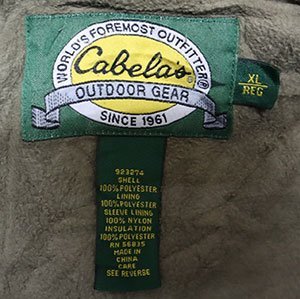 WORLD'S FOREMOST OUTFITTER®
Cabela's
OUTDOOR GEAR
SINCE 1961
XL
REG
923274
SHELL
100%POLYESTER
LINING
100%POLYESTER
SLEEVE LINING
100% NYLON
INSULATION
100%POLYESTER
RN 56835
MADE IN
CHINA
CARE
SEE REVERSE